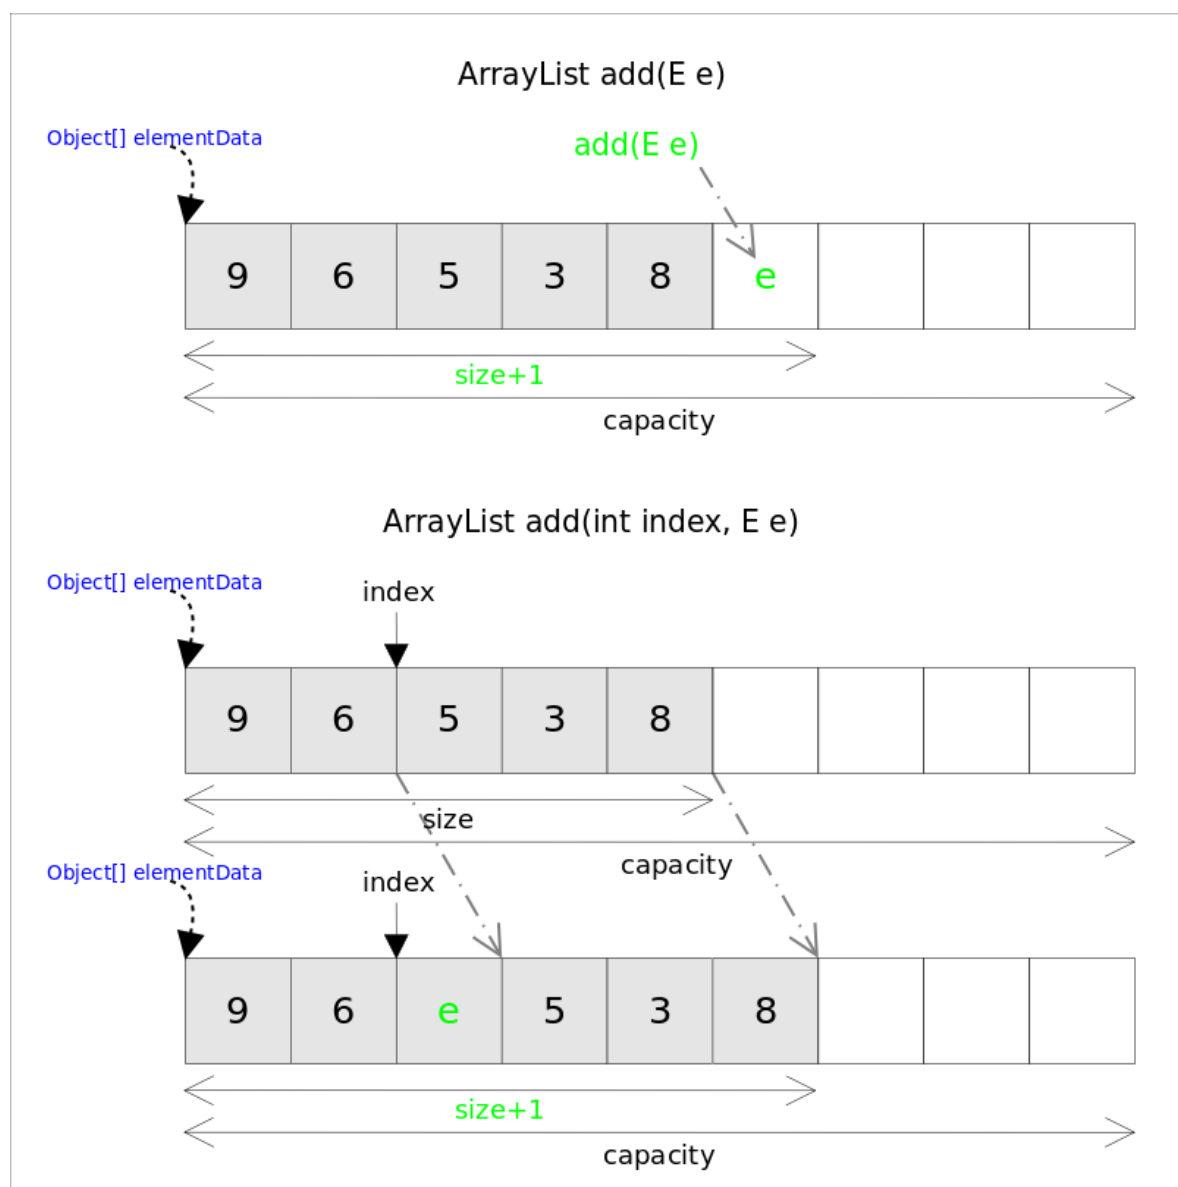 ArrayList add(E e)
Object[] elementData
add(E e)
9 6 5 3 8 e
size+1
capacity
ArrayList add(int index, E e)
Object[] elementData
index
9 6 5 3 8
size
capacity
Object[] elementData
index
9 6 e 5 3 8
size+1
capacity